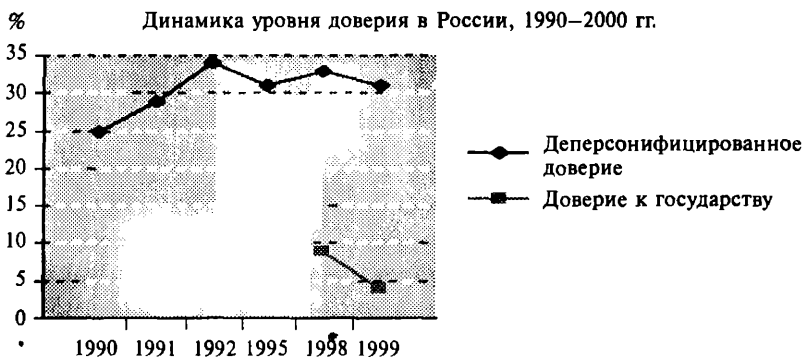 %
Динамика уровня доверия в России, 1990–2000 гг.
35
30
25
20
15
10
5
0
1990 1991 1992 1995 1998 1999
Деперсонифицированное
доверие
Доверие к государству